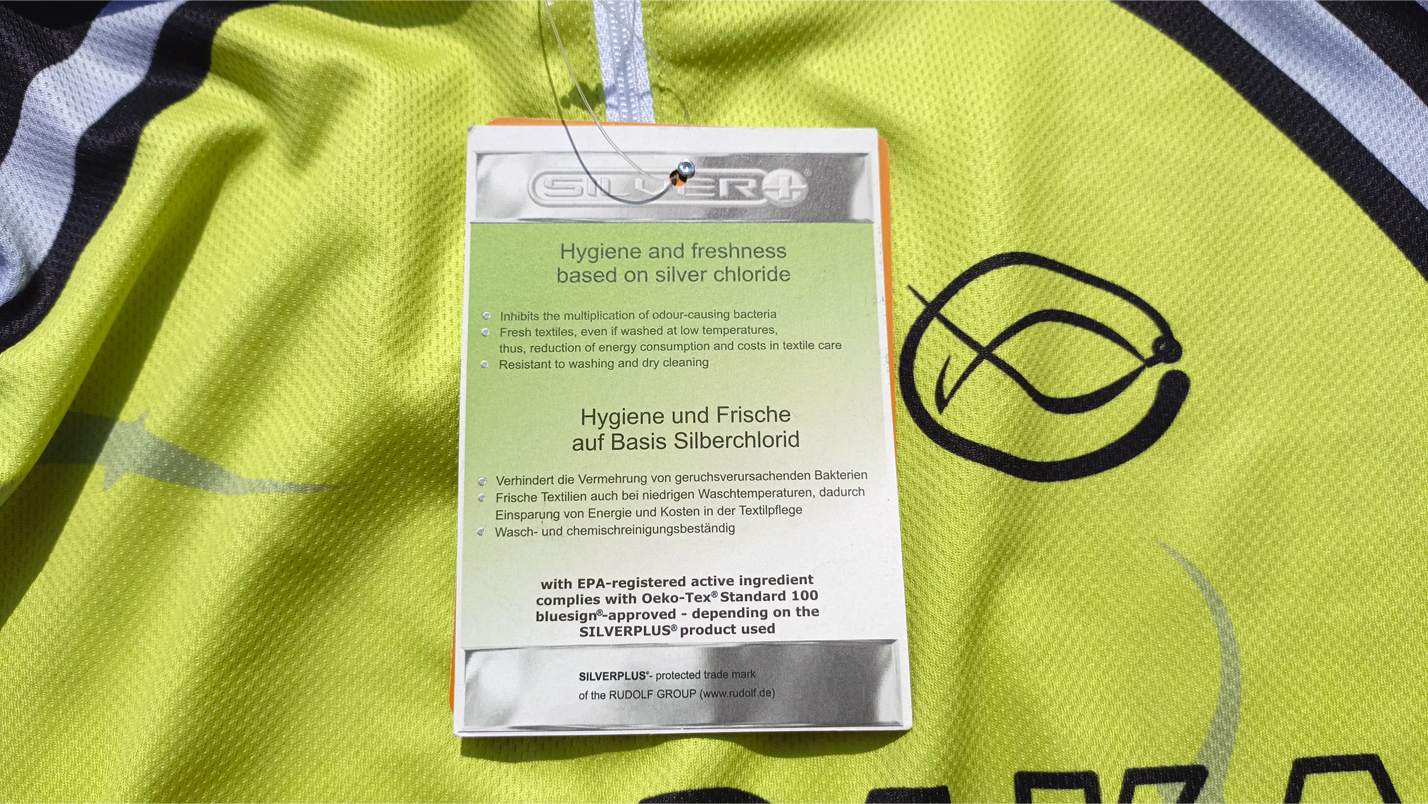 SILVER+®
Hygiene and freshness
based on silver chloride
Inhibits the multiplication of odour-causing bacteria
Fresh textiles, even if washed at low temperatures,
thus, reduction of energy consumption and costs in textile care
Resistant to washing and dry cleaning
Hygiene und Frische
auf Basis Silberchlorid
Verhindert die Vermehrung von geruchsverursachenden Bakterien
Frische Textilien auch bei niedrigen Waschtemperaturen, dadurch
Einsparung von Energie und Kosten in der Textilpflege
Wasch- und chemischreinigungsbeständig
with EPA-registered active ingredient
complies with Oeko-Tex® Standard 100
bluesign®-approved - depending on the
SILVERPLUS® product used
SILVERPLUS®- protected trade mark
of the RUDOLF GROUP (www.rudolf.de)